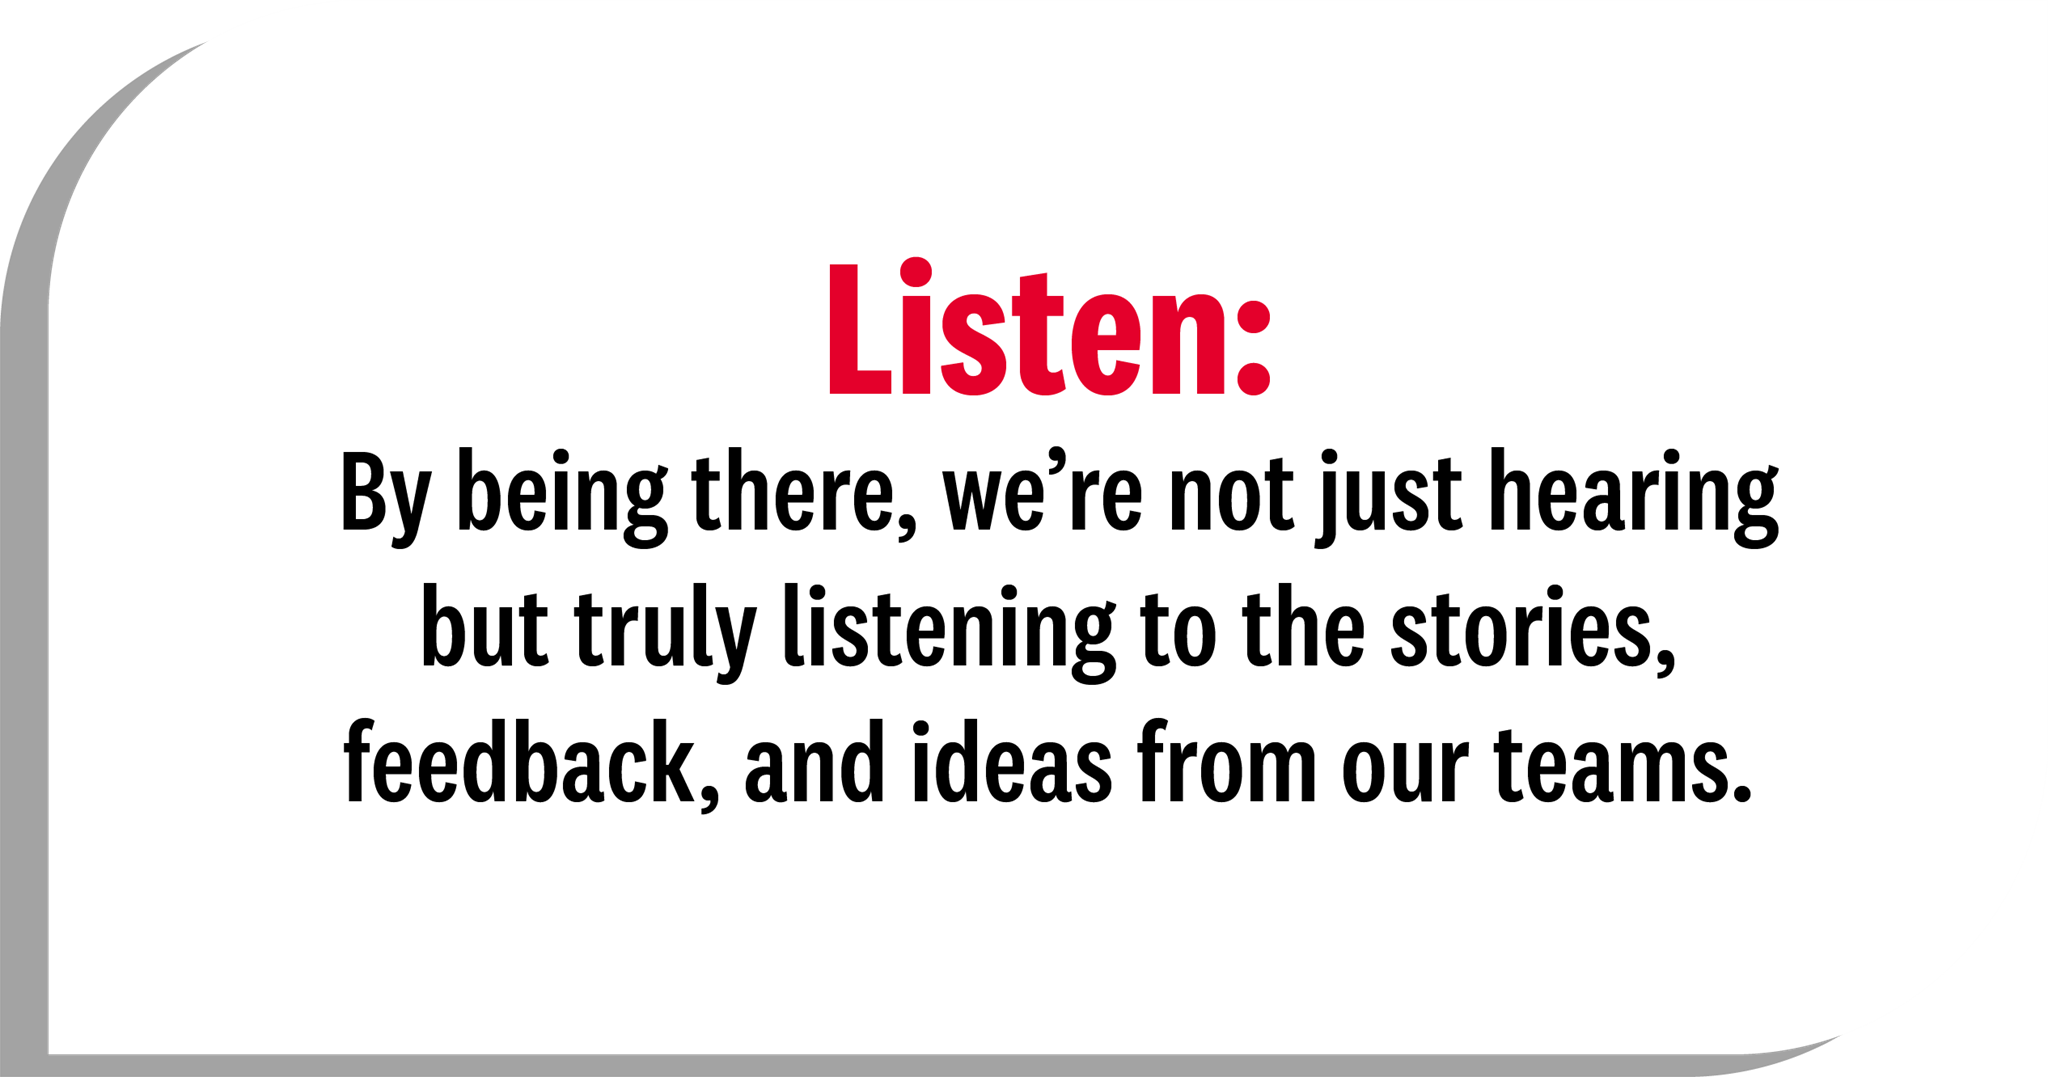 Listen:
By being there, we’re not just hearing
but truly listening to the stories,
feedback, and ideas from our teams.